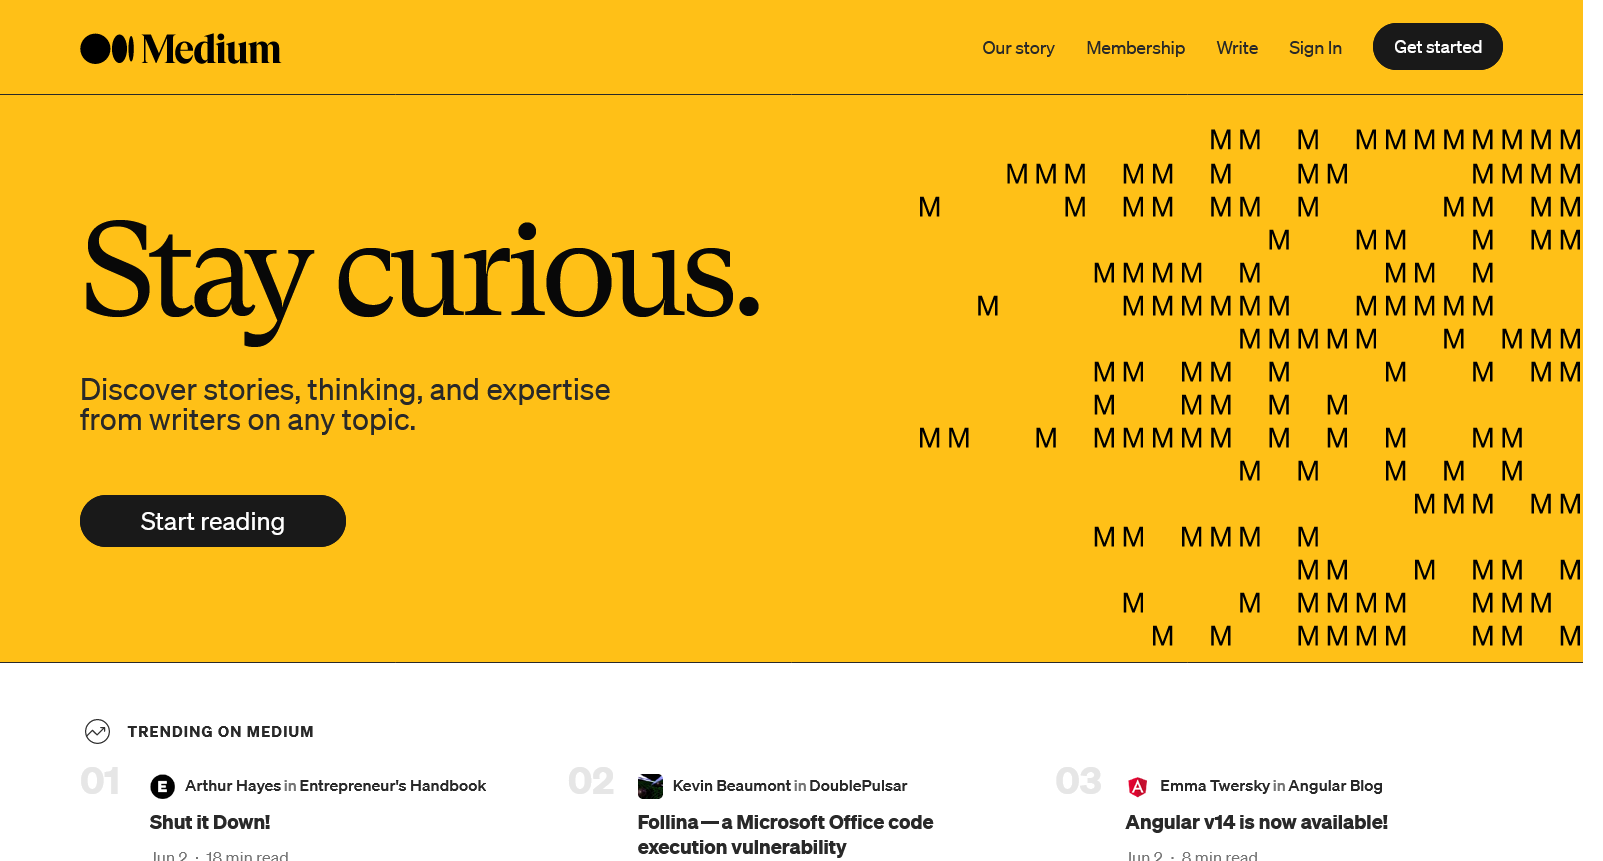 Medium
Our story Membership Write Sign In Get started
M M M M M M M M M M M
M M M M M M M M M M M M
M M M M M M M M M M M
M M M M M M
M M M M M M M M
M M M M M M M M M M M M
M M M M M M M M M
M M M M M M M M M
M M M M M
M M M M M M M M M M M M M
M M M M M
M M M M M
M M M M M M
M M M M M M
M M M M M M M M M
M M M M M M M M M
Stay curious.
Discover stories, thinking, and expertise
from writers on any topic.
Start reading
TRENDING ON MEDIUM
01
E
Arthur Hayes in Entrepreneur's Handbook
Shut it Down!
Jun 2 · 18 min read
02
Kevin Beaumont in DoublePulsar
Follina — a Microsoft Office code
execution vulnerability
03
A
Emma Twersky in Angular Blog
Angular v14 is now available!
Jun 2 · 8 min read